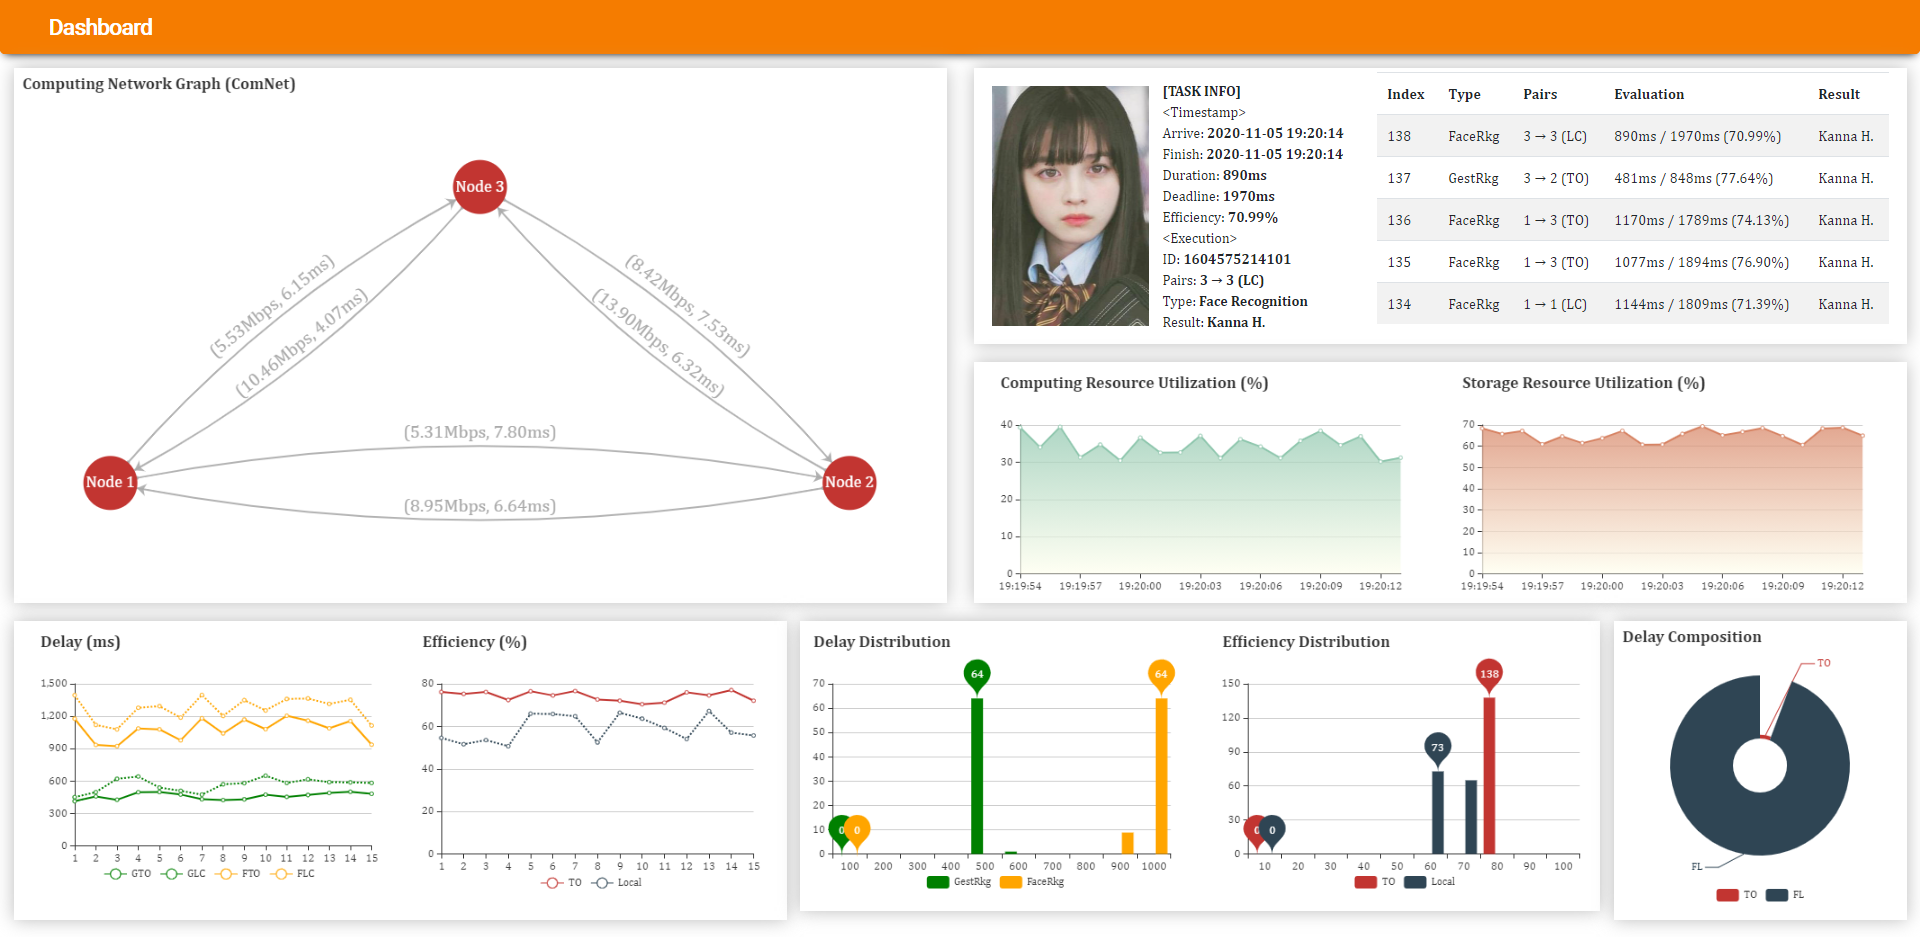 Dashboard
Computing Network Graph (ComNet)
Node 3
(5.53Mbps, 6.15ms)
(10.46Mbps, 4.07ms)
(8.42Mbps, 7.53ms)
(13.90Mbps, 6.32ms)
(5.31Mbps, 7.80ms)
Node 1
Node 2
(8.95Mbps, 6.64ms)
[TASK INFO]
<Timestamp>
Arrive: 2020-11-05 19:20:14
Finish: 2020-11-05 19:20:14
Duration: 890ms
Deadline: 1970ms
Efficiency: 70.99%
<Execution>
ID: 1604575214101
Pairs: 3 → 3 (LC)
Type: Face Recognition
Result: Kanna H.
Index Type Pairs Evaluation Result
138 FaceRkg 3 → 3 (LC) 890ms / 1970ms (70.99%) Kanna H.
137 GestRkg 3 → 2 (TO) 481ms / 848ms (77.64%) Kanna H.
136 FaceRkg 1 → 3 (TO) 1170ms / 1789ms (74.13%) Kanna H.
135 FaceRkg 1 → 3 (TO) 1077ms / 1894ms (76.90%) Kanna H.
134 FaceRkg 1 → 1 (LC) 1144ms / 1809ms (71.39%) Kanna H.
Computing Resource Utilization (%)
40
30
20
10
0
19:19:54 19:19:57 19:20:00 19:20:03 19:20:06 19:20:09 19:20:12
Storage Resource Utilization (%)
70
60
50
40
30
20
10
0
19:19:54 19:19:57 19:20:00 19:20:03 19:20:06 19:20:09 19:20:12
Delay (ms)
1,500
1,200
900
600
300
0
1 2 3 4 5 6 7 8 9 10 11 12 13 14 15
GTO GLC FTO FLC
Efficiency (%)
80
60
40
20
0
1 2 3 4 5 6 7 8 9 10 11 12 13 14 15
TO Local
Delay Distribution
64 64
70
60
50
40
30
20
10
0
0 0
100 200 300 400 500 600 700 800 900 1000
GestRkg FaceRkg
Efficiency Distribution
138
73
150
120
90
60
30
0
0 0
10 20 30 40 50 60 70 80 90 100
TO Local
Delay Composition
TO
FL
TO FL